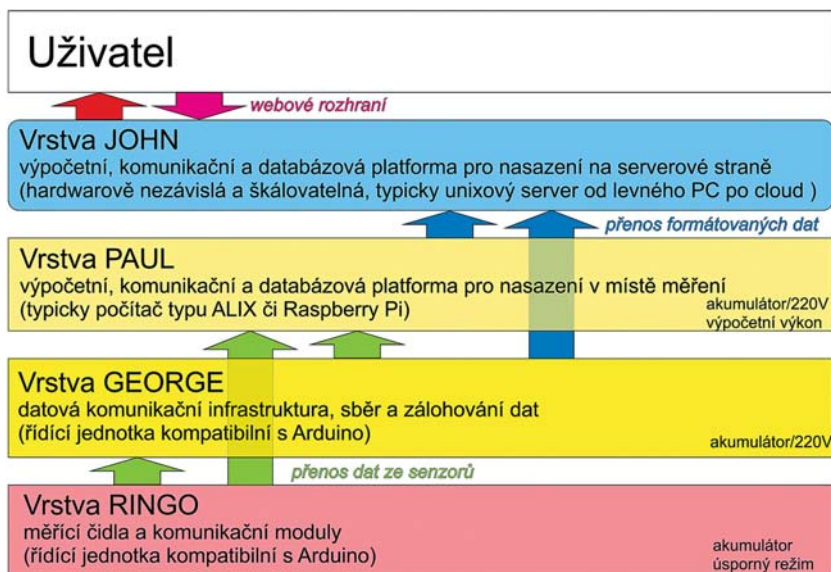 Uživatel
webové rozhraní
Vrstva JOHN
výpočetní, komunikační a databázová platforma pro nasazení na serverové straně
(hardwarově nezávislá a škálovatelná, typicky unixový server od levného PC po cloud )
přenos formátovaných dat
Vrstva PAUL
výpočetní, komunikační a databázová platforma pro nasazení v místě měření
(typicky počítač typu ALIX či Raspberry Pi)
akumulátor/220V
výpočetní výkon
Vrstva GEORGE
datová komunikační infrastruktura, sběr a zálohování dat
(řídící jednotka kompatibilní s Arduino)
akumulátor/220V
přenos dat ze senzorů
Vrstva RINGO
měřící čidla a komunikační moduly
(řídící jednotka kompatibilní s Arduino)
akumulátor
úsporný režim